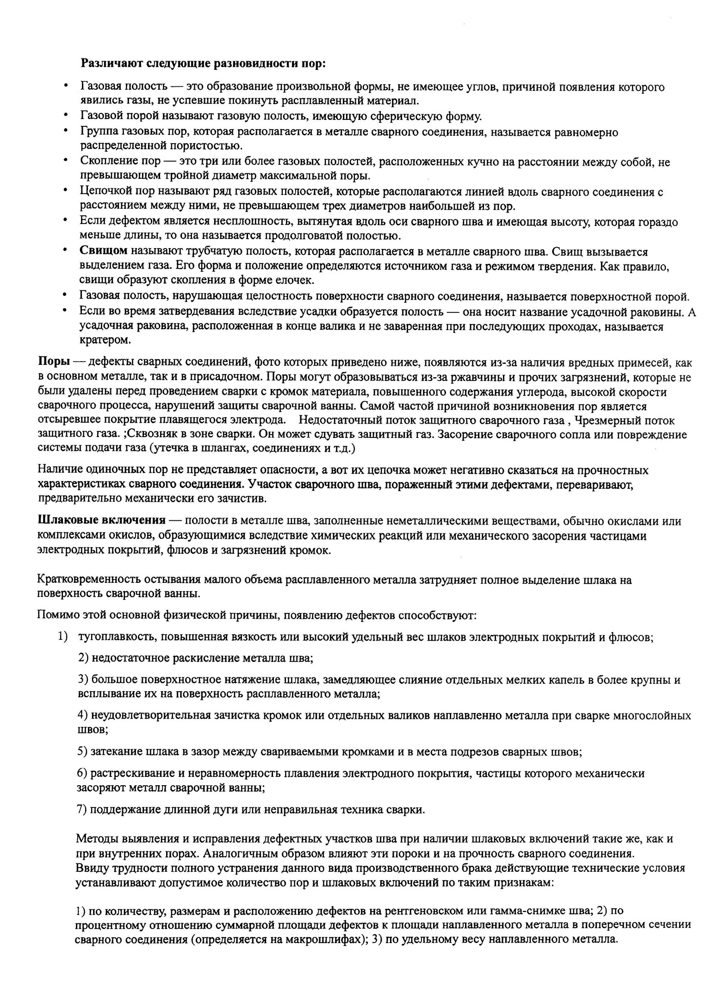 Различают следующие разновидности пор:
• Газовая полость — это образование произвольной формы, не имеющее углов, причиной появления которого
явились газы, не успевшие покинуть расплавленный материал.
• Газовой порой называют газовую полость, имеющую сферическую форму.
• Группа газовых пор, которая располагается в металле сварного соединения, называется равномерно
распределенной пористостью.
• Скопление пор — это три или более газовых полостей, расположенных кучно на расстоянии между собой, не
превышающем тройной диаметр максимальной поры.
• Цепочкой пор называют ряд газовых полостей, которые располагаются линией вдоль сварного соединения с
расстоянием между ними, не превышающем трех диаметров наибольшей из пор.
• Если дефектом является несплошность, вытянутая вдоль оси сварного шва и имеющая высоту, которая гораздо
меньше длины, то она называется продолговатой полостью.
• Свищом называют трубчатую полость, которая располагается в металле сварного шва. Свищ вызывается
выделением газа. Его форма и положение определяются источником газа и режимом твердения. Как правило,
свищи образуют скопления в форме елочек.
• Газовая полость, нарушающая целостность поверхности сварного соединения, называется поверхностной порой.
• Если во время затвердевания вследствие усадки образуется полость — она носит название усадочной раковины. А
усадочная раковина, расположенная в конце валика и не заваренная при последующих проходах, называется
кратером.
Поры — дефекты сварных соединений, фото которых приведено ниже, появляются из-за наличия вредных примесей, как
в основном металле, так и в присадочном. Поры могут образовываться из-за ржавчины и прочих загрязнений, которые не
были удалены перед проведением сварки с кромок материала, повышенного содержания углерода, высокой скорости
сварочного процесса, нарушений защиты сварочной ванны. Самой частой причиной возникновения пор является
отсыревшее покрытие плавящегося электрода. Недостаточный поток защитного сварочного газа , Чрезмерный поток
защитного газа. ;Сквозняк в зоне сварки. Он может сдувать защитный газ. Засорение сварочного сопла или повреждение
системы подачи газа (утечка в шлангах, соединениях и т.д.)
Наличие одиночных пор не представляет опасности, а вот их цепочка может негативно сказаться на прочностных
характеристиках сварного соединения. Участок сварочного шва, пораженный этими дефектами, переваривают,
предварительно механически его зачистив.
Шлаковые включения — полости в металле шва, заполненные неметаллическими веществами, обычно окислами или
комплексами окислов, образующимися вследствие химических реакций или механического засорения частицами
электродных покрытий, флюсов и загрязнений кромок.
Кратковременность остывания малого объема расплавленного металла затрудняет полное выделение шлака на
поверхность сварочной ванны.
Помимо этой основной физической причины, появлению дефектов способствуют:
1) тугоплавкость, повышенная вязкость или высокий удельный вес шлаков электродных покрытий и флюсов;
2) недостаточное раскисление металла шва;
3) большое поверхностное натяжение шлака, замедляющее слияние отдельных мелких капель в более крупны и
всплывание их на поверхность расплавленного металла;
4) неудовлетворительная зачистка кромок или отдельных валиков наплавленно металла при сварке многослойных
швов;
5) затекание шлака в зазор между свариваемыми кромками и в места подрезов сварных швов;
6) растрескивание и неравномерность плавления электродного покрытия, частицы которого механически
засоряют металл сварочной ванны;
7) поддержание длинной дуги или неправильная техника сварки.
Методы выявления и исправления дефектных участков шва при наличии шлаковых включений такие же, как и
при внутренних порах. Аналогичным образом влияют эти пороки и на прочность сварного соединения.
Ввиду трудности полного устранения данного вида производственного брака действующие технические условия
устанавливают допустимое количество пор и шлаковых включений по таким признакам:
1) по количеству, размерам и расположению дефектов на рентгеновском или гамма-снимке шва; 2) по
процентному отношению суммарной площади дефектов к площади наплавленного металла в поперечном сечении
сварного соединения (определяется на макрошлифах); 3) по удельному весу наплавленного металла.